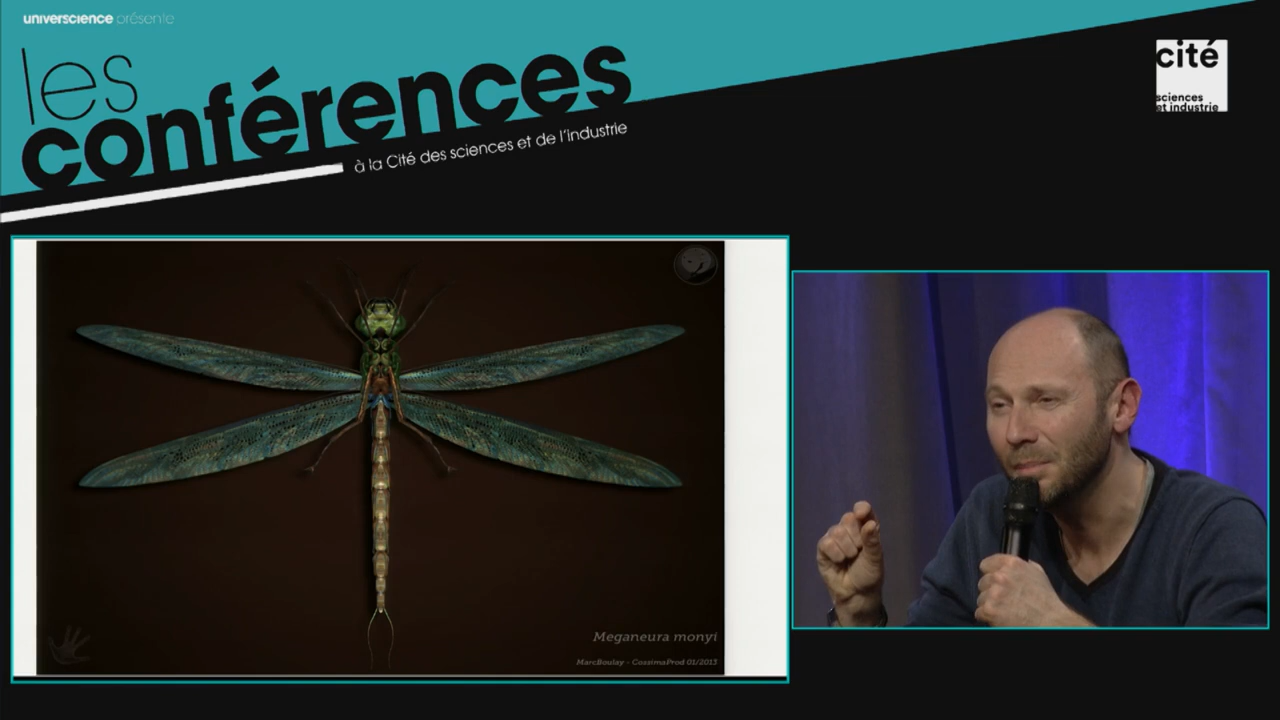 universcience présente
les
conférences
à la Cité des sciences et de l'industrie
cité
sciences
et industrie
Meganeura monyi
MarcBoulay - CossimaProd 01/2013